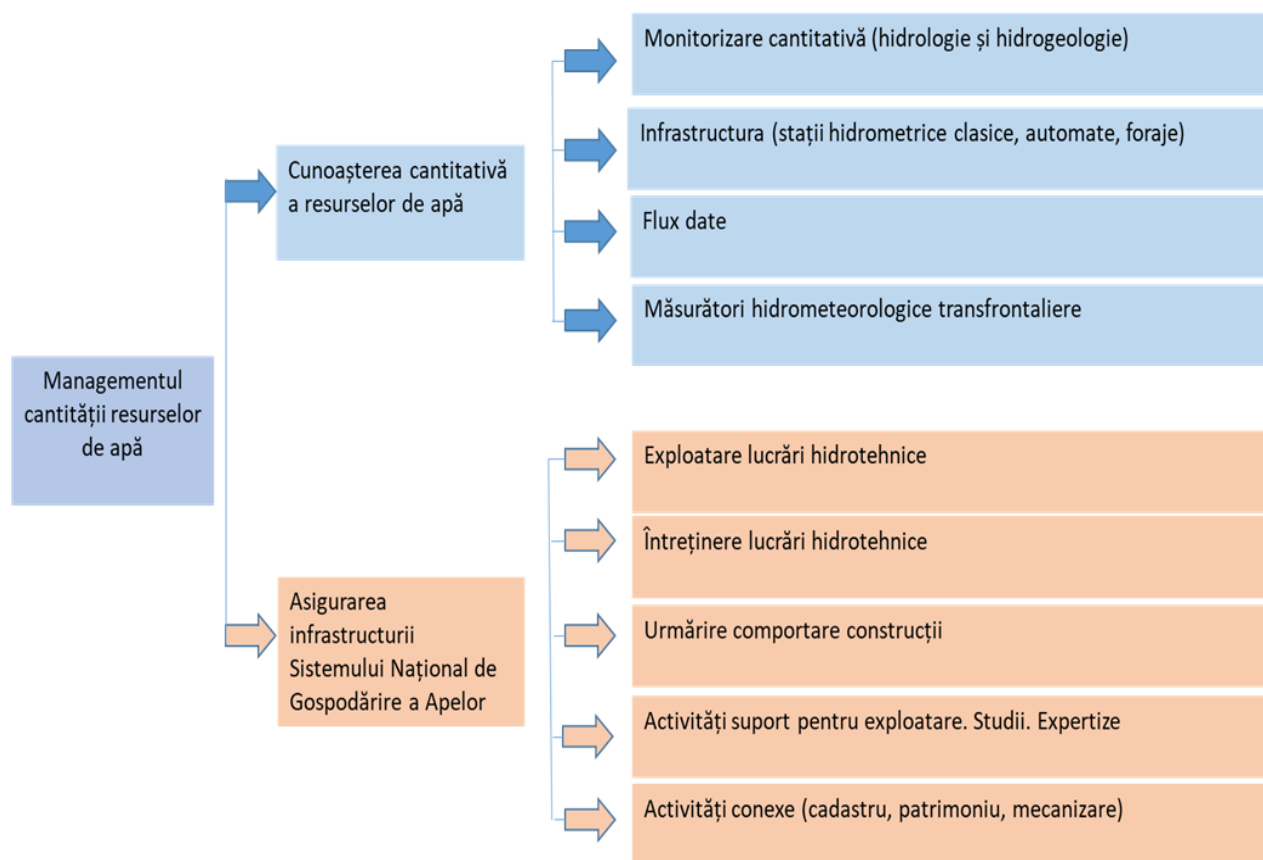 Managementul
cantității resurselor
de apă
Cunoașterea cantitativă
a resurselor de apă
Monitorizare cantitativă (hidrologie și hidrogeologie)
Infrastructura (stații hidrometrice clasice, automate, foraje)
Flux date
Măsurători hidrometeorologice transfrontaliere
Asigurarea
infrastructurii
Sistemului Național de
Gospodărire a Apelor
Exploatare lucrări hidrotehnice
Întreținere lucrări hidrotehnice
Urmărire comportare construcții
Activități suport pentru exploatare. Studii. Expertize
Activități conexe (cadastru, patrimoniu, mecanizare)